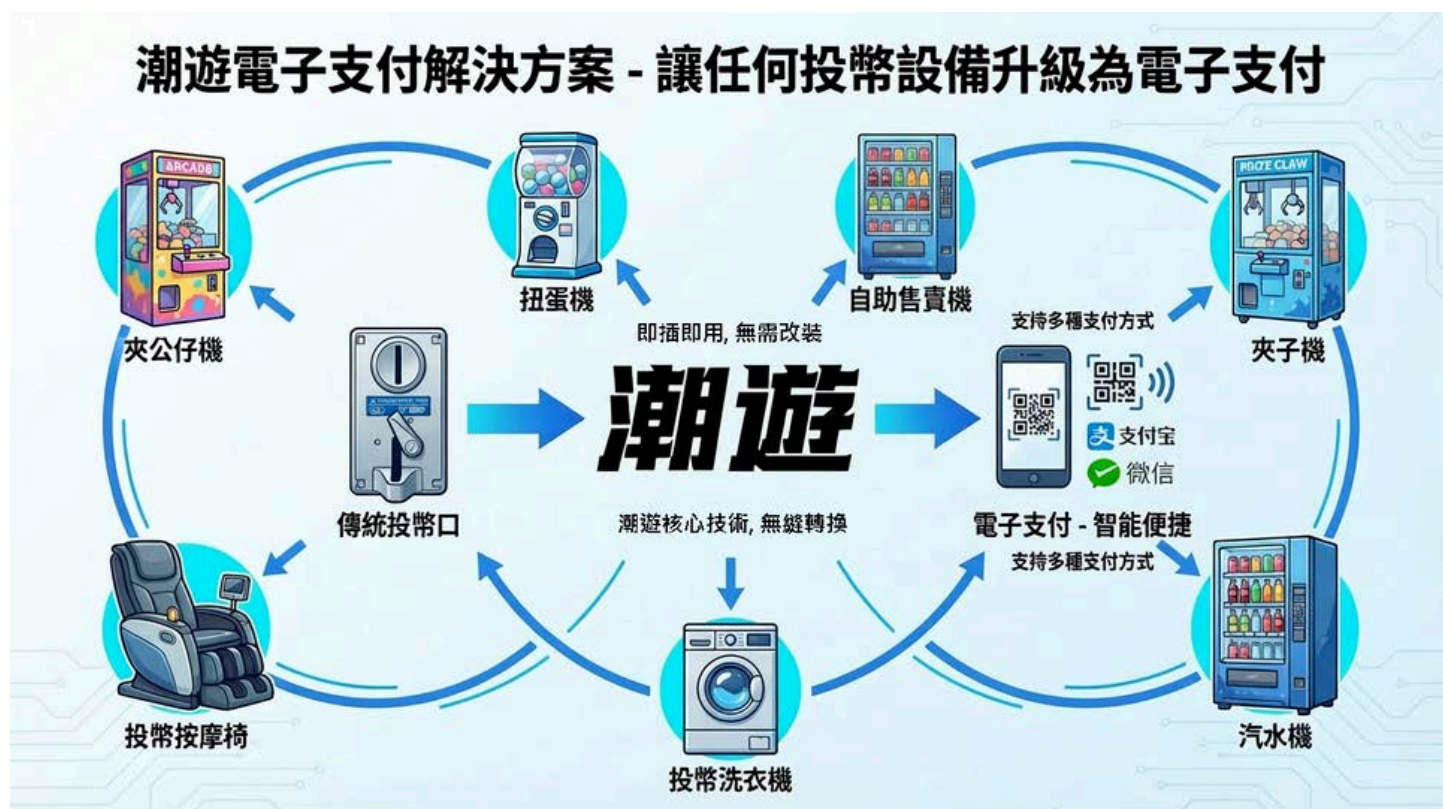 潮遊電子支付解決方案 - 讓任何投幣設備升級為電子支付
ARCADE
夾公仔機
扭蛋機
自助售賣機
CLAW
夾子機
即插即用, 無需改裝
支持多種支付方式
潮遊
支付宝
微信
傳統投幣口
潮遊核心技術, 無縫轉換
電子支付 - 智能便捷
支持多種支付方式
投幣按摩椅
投幣洗衣機
汽水機